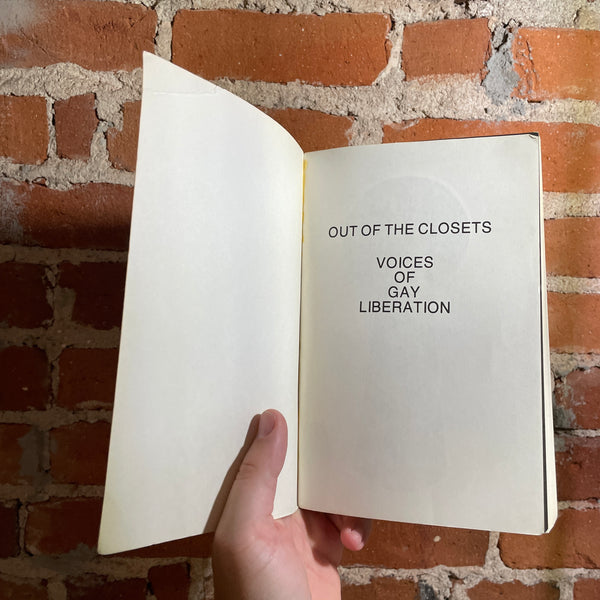 OUT OF THE CLOSETS
VOICES
OF
GAY
LIBERATION